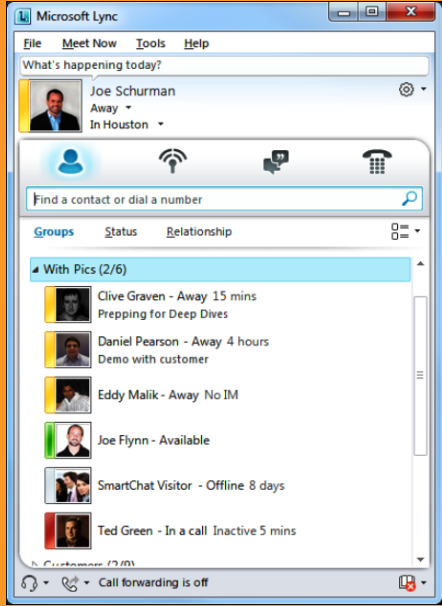 Microsoft Lync
File Meet Now Tools Help
What's happening today?
Joe Schurman
Away
In Houston
Find a contact or dial a number
Groups Status Relationship
With Pics (2/6)
Clive Graven - Away 15 mins
Prepping for Deep Dives
Daniel Pearson - Away 4 hours
Demo with customer
Eddy Malik - Away No IM
Joe Flynn - Available
SmartChat Visitor - Offline 8 days
Ted Green - In a call Inactive 5 mins
Customers (2/9)
Call forwarding is off